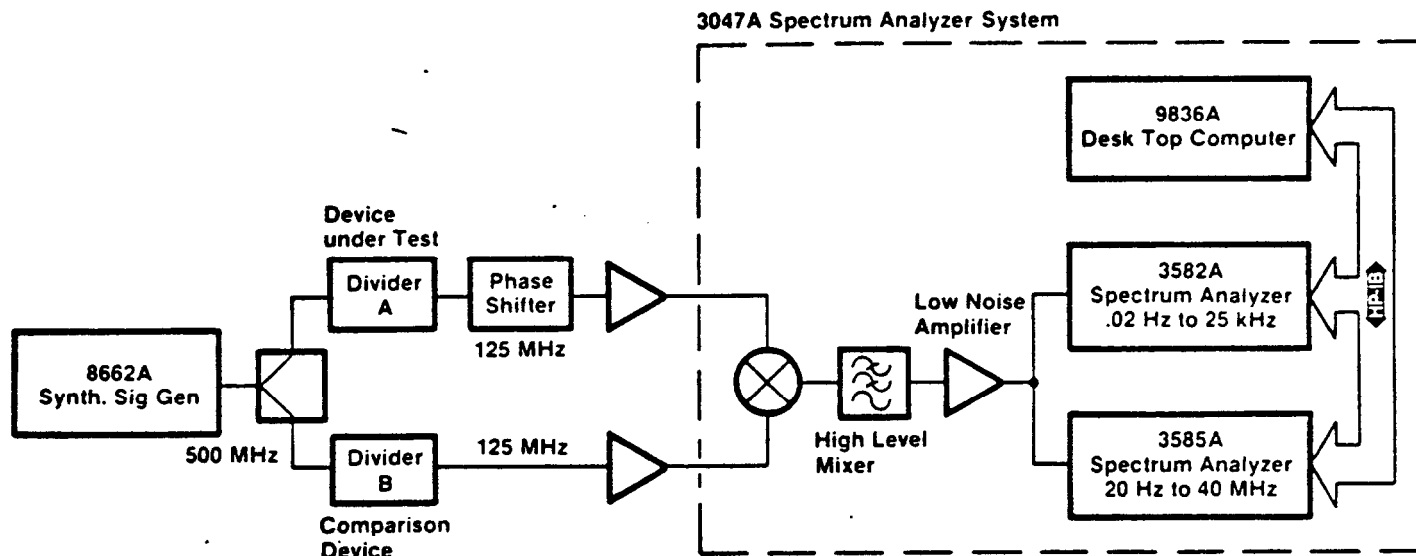 3047A Spectrum Analyzer System
9836A
Desk Top Computer
Device
under Test
Divider
A
Phase
Shifter
125 MHz
Low Noise
Amplifier
3582A
Spectrum Analyzer
.02 Hz to 25 kHz
HP-IB
8662A
Synth. Sig Gen
500 MHz
Divider
B
125 MHz
Comparison
Device
High Level
Mixer
3585A
Spectrum Analyzer
20 Hz to 40 MHz